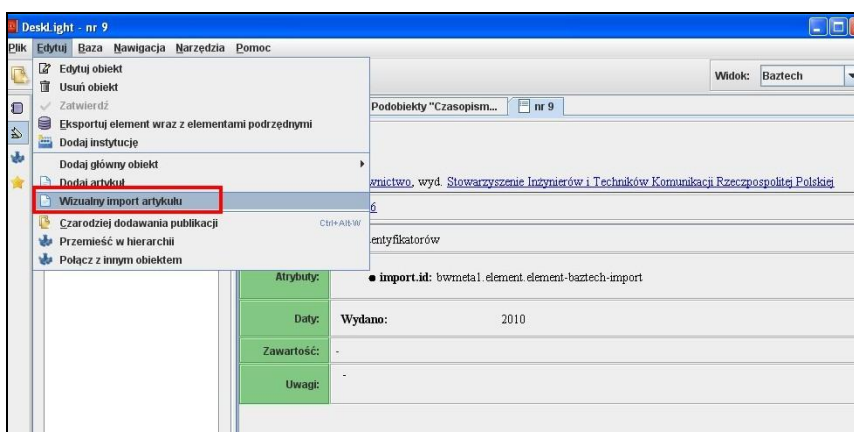 DeskLight - nr 9
Plik Edytuj Baza Nawigacja Narzędzia Pomoc
Edytuj obiekt
Widok: Baztech
Usuń obiekt
Zatwierdź
Podobiekty "Czasopism... nr 9
Eksportuj element wraz z elementami podrzędnymi
Dodaj instytucję
Dodaj główny obiekt
Dodaj artykuł
wnictwo, wyd. Stowarzyszenie Inżynierów i Techników Komunikacji Rzeczpospolitej Polskiej
Wizualny import artykułu
6
Czarodziej dodawania publikacji Ctrl+Alt-W
Przemieść w hierarchii
entyfikatorów
Połącz z innym obiektem
Atrybuty: ● import.id: bwmeta1.element.element-baztech-import
Daty: Wydano: 2010
Zawartość: -
Uwagi: -